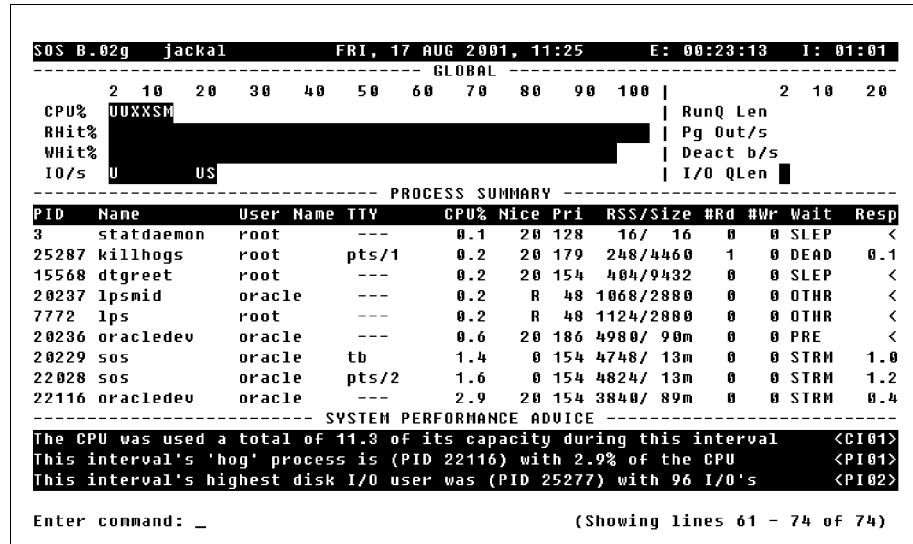 SOS B.02g jackal FRI, 17 AUG 2001, 11:25 E: 00:23:13 I: 01:01
GLOBAL
2 10 20 30 40 50 60 70 80 90 100 | 2 10 20
CPU% UUXXSM | RunQ Len
RHit% | Pg Out/s
WHit% | Deact b/s
IO/s U US | I/O QLen
PROCESS SUMMARY
PID Name User Name TTY CPU% Nice Pri RSS/Size #Rd #Wr Wait Resp
3 statdaemon root --- 0.1 20 128 16/ 16 0 0 SLEP <
25287 killhogs root pts/1 0.2 20 179 248/4460 1 0 DEAD 0.1
15568 dtgreet root --- 0.2 20 154 404/9432 0 0 SLEP <
20237 lpsmid oracle --- 0.2 R 48 1068/2880 0 0 OTHR <
7772 lps root --- 0.2 R 48 1124/2880 0 0 OTHR <
20236 oracledev oracle --- 0.6 20 186 4980/ 90m 0 0 PRE <
20229 sos oracle tb 1.4 0 154 4748/ 13m 0 0 STRM 1.0
22028 sos oracle pts/2 1.6 0 154 4824/ 13m 0 0 STRM 1.2
22116 oracledev oracle --- 2.9 20 154 3840/ 89m 0 0 STRM 0.4
SYSTEM PERFORMANCE ADVICE
The CPU was used a total of 11.3 of its capacity during this interval <CI01>
This interval's 'hog' process is (PID 22116) with 2.9% of the CPU <PI01>
This interval's highest disk I/O user was (PID 25277) with 96 I/O's <PI02>
Enter command: _ (Showing lines 61 - 74 of 74)